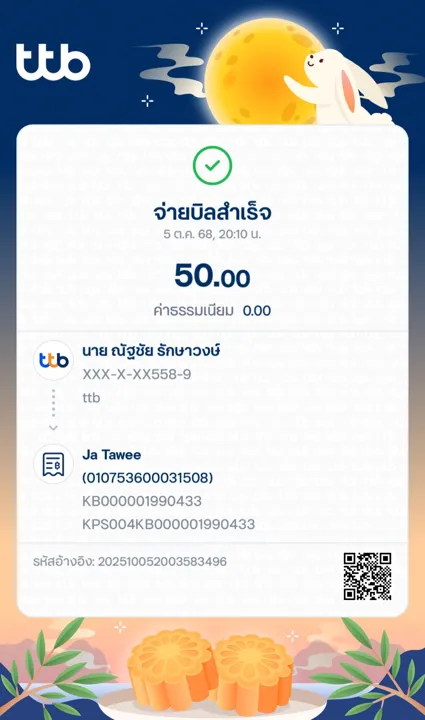 ttb
จ่ายบิลสำเร็จ
5 ต.ค. 68, 20:10 น.
50.00
ค่าธรรมเนียม 0.00
ttb
นาย ณัฐชัย รักษาวงษ์
XXX-X-XX558-9
ttb
Ja Tawee
(010753600031508)
KB000001990433
KPS004KB000001990433
รหัสอ้างอิง: 202510052003583496